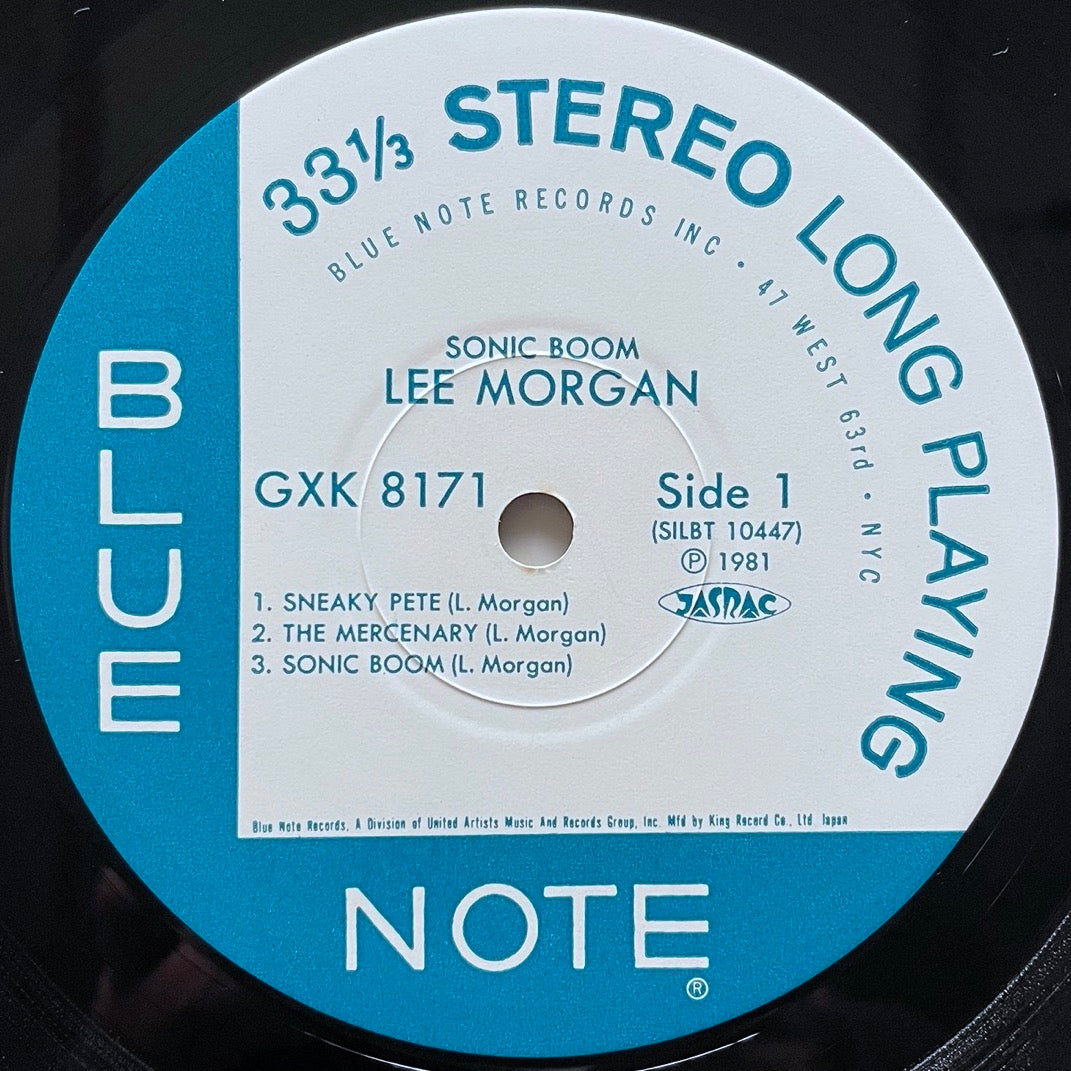 33⅓ STEREO LONG PLAYING
BLUE NOTE RECORDS INC • 47 WEST 63rd • NYC
SONIC BOOM
LEE MORGAN
GXK 8171
Side 1
(SILBT 10447)
℗ 1981
JASRAC
1. SNEAKY PETE (L. Morgan)
2. THE MERCENARY (L. Morgan)
3. SONIC BOOM (L. Morgan)
Blue Note Records, A Division of United Artists Music And Records Group, Inc. Mfd by King Record Co., Ltd. Japan
BLUE
NOTE
®